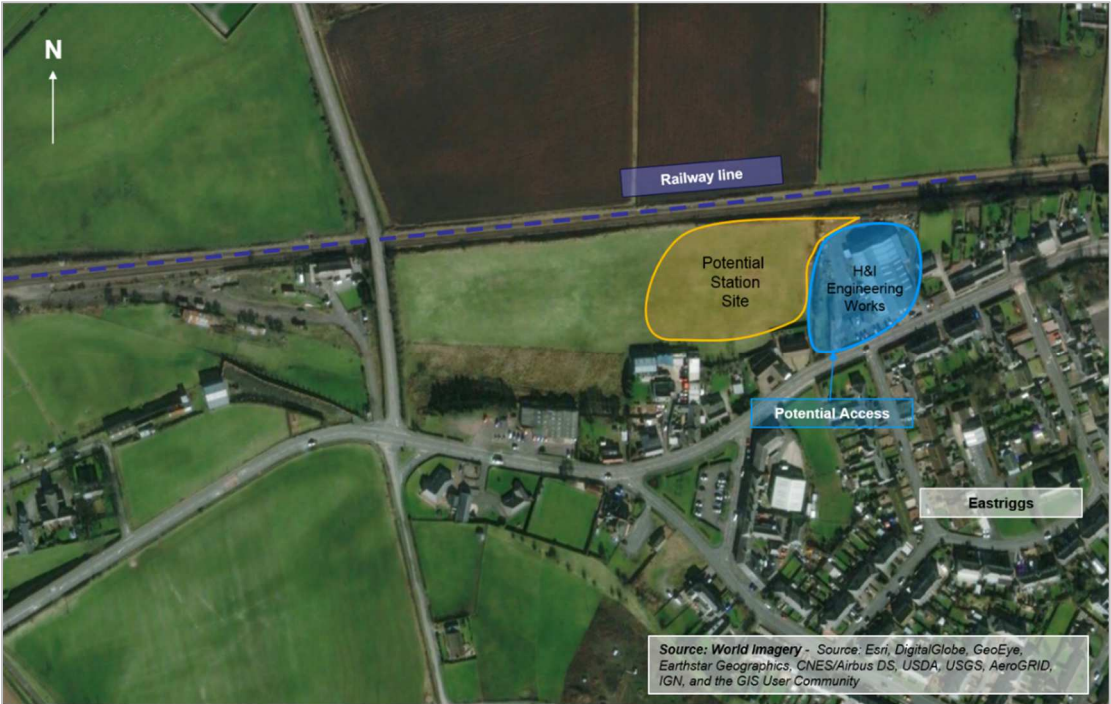 N
Railway line
Potential
Station
Site
H&I
Engineering
Works
Potential Access
Eastriggs
Source: World Imagery - Source: Esri, DigitalGlobe, GeoEye,
Earthstar Geographics, CNES/Airbus DS, USDA, USGS, AeroGRID,
IGN, and the GIS User Community